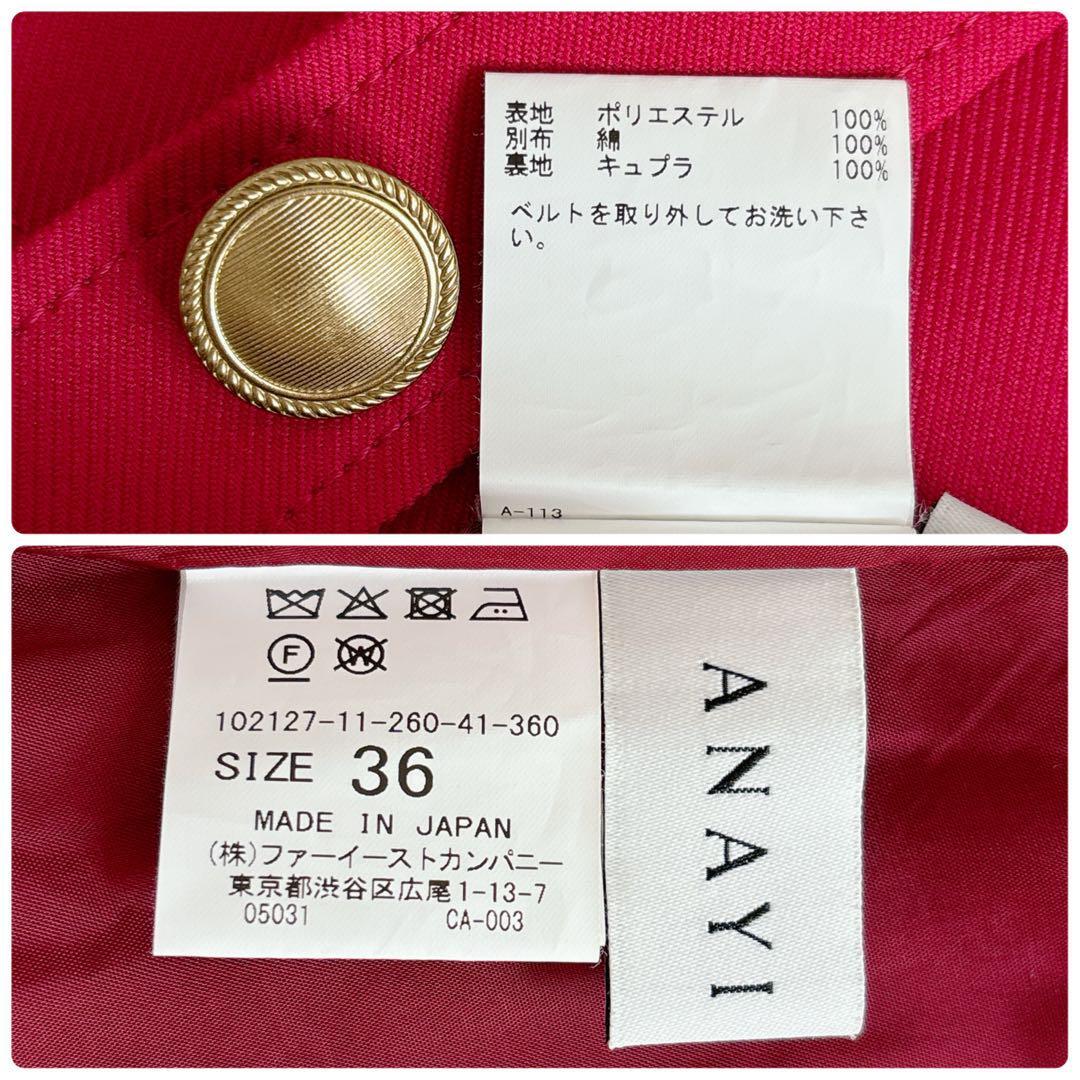 表地 ポリエステル 100%
別布 綿 100%
裏地 キュプラ 100%
ベルトを取り外してお洗い下さ
い。
A-113
F
W
102127-11-260-41-360
SIZE 36
MADE IN JAPAN
(株)ファーイーストカンパニー
東京都渋谷区広尾1-13-7
05031 CA-003
ANAYI